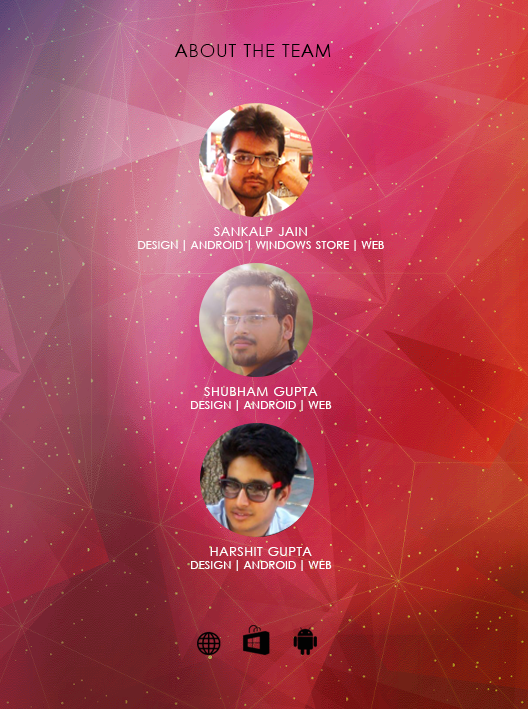 ABOUT THE TEAM
SANKALP JAIN
DESIGN | ANDROID | WINDOWS STORE | WEB
SHUBHAM GUPTA
DESIGN | ANDROID | WEB
HARSHIT GUPTA
DESIGN | ANDROID | WEB